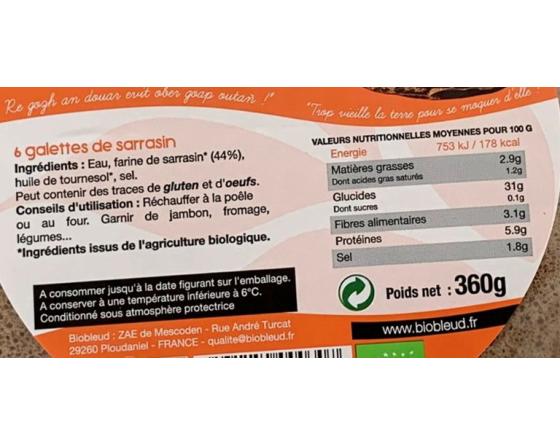 Re gozh an douar evit ober goap outañ !"
"Trop vieille la terre pour se moquer d'elle
6 galettes de sarrasin
Ingrédients : Eau, farine de sarrasin* (44%),
huile de tournesol*, sel.
Peut contenir des traces de gluten et d'oeufs.
Conseils d'utilisation : Réchauffer à la poêle
ou au four. Garnir de jambon, fromage,
légumes...
*Ingrédients issus de l'agriculture biologique.
A consommer jusqu'à la date figurant sur l'emballage.
A conserver à une température inférieure à 6°C.
Conditionné sous atmosphère protectrice
Biobleud : ZAE de Mescoden - Rue André Turcat
29260 Ploudaniel - FRANCE - qualite@biobleud.fr
VALEURS NUTRITIONNELLES MOYENNES POUR 100 G
Energie 753 kJ / 178 kcal
Matières grasses 2.9g
Dont acides gras saturés 1.2g
Glucides 31g
Dont sucres 0.1g
Fibres alimentaires 3.1g
Protéines 5.9g
Sel 1.8g
Poids net : 360g
www.biobleud.fr